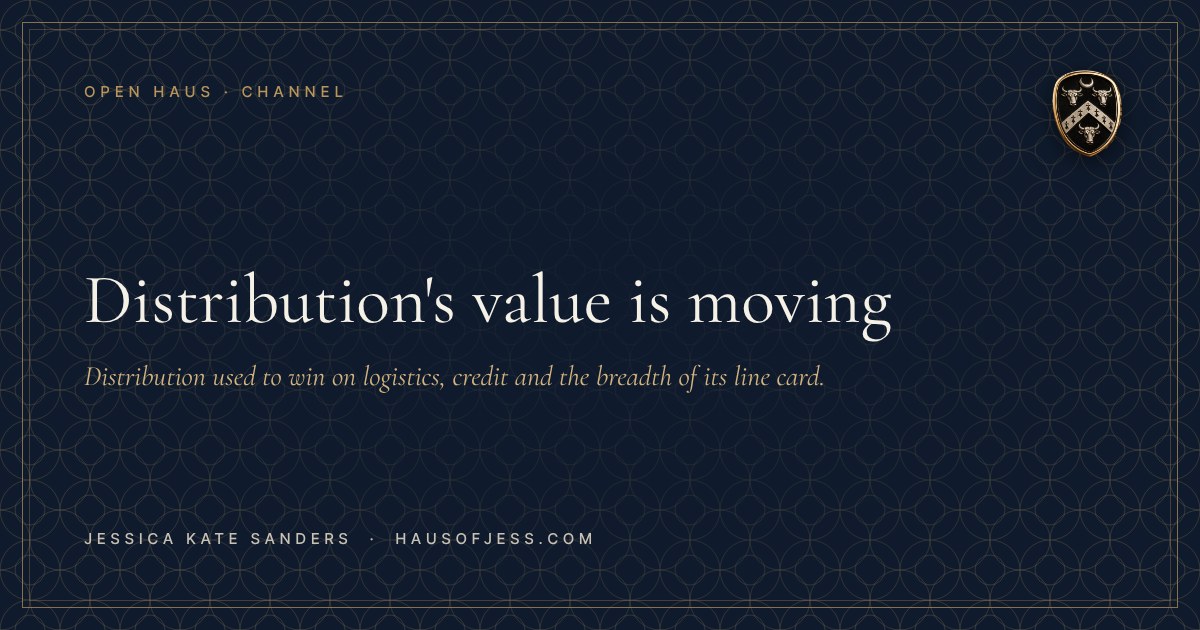 OPEN HAUS · CHANNEL
Distribution's value is moving
Distribution used to win on logistics, credit and the breadth of its line card.
JESSICA KATE SANDERS · HAUSOFJESS.COM